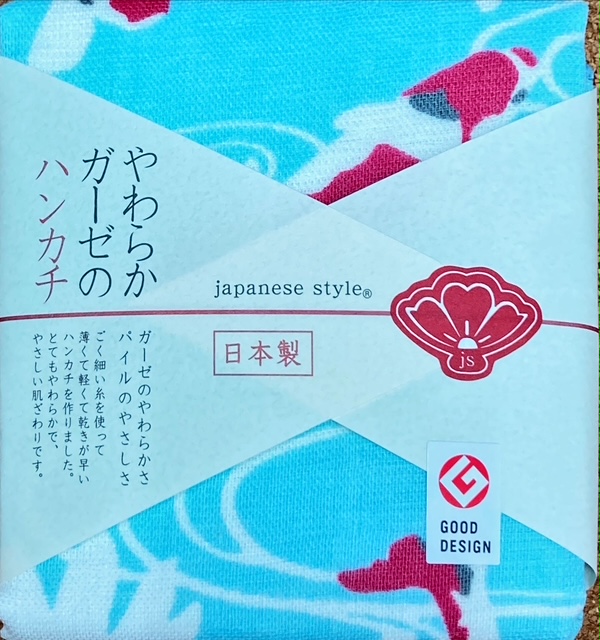 やわらか
ガーゼの
ハンカチ
japanese style®
日本製
js
ガーゼのやわらかさ
パイルのやさしさ
ごく細い糸を使って
薄くて軽くて乾きが早い
ハンカチを作りました。
とてもやわらかで、
やさしい肌ざわりです。
GOOD
DESIGN